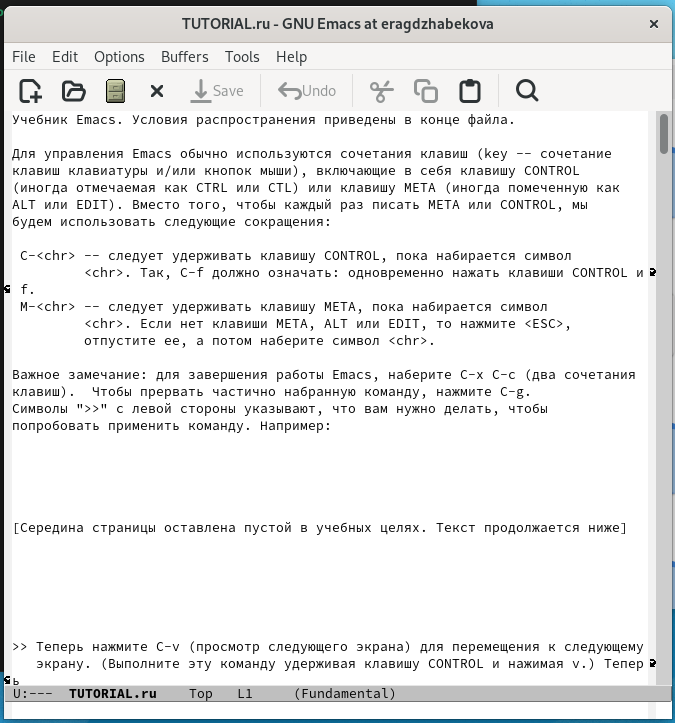 TUTORIAL.ru - GNU Emacs at eragdzhabekova
File Edit Options Buffers Tools Help
Save Undo
Учебник Emacs. Условия распространения приведены в конце файла.
Для управления Emacs обычно используются сочетания клавиш (key -- сочетание
клавиш клавиатуры и/или кнопок мыши), включающие в себя клавишу CONTROL
(иногда отмечаемая как CTRL или CTL) или клавишу META (иногда помеченную как
ALT или EDIT). Вместо того, чтобы каждый раз писать META или CONTROL, мы
будем использовать следующие сокращения:
C-<chr> -- следует удерживать клавишу CONTROL, пока набирается символ
<chr>. Так, C-f должно означать: одновременно нажать клавиши CONTROL и
f.
M-<chr> -- следует удерживать клавишу META, пока набирается символ
<chr>. Если нет клавиши META, ALT или EDIT, то нажмите <ESC>,
отпустите ее, а потом наберите символ <chr>.
Важное замечание: для завершения работы Emacs, наберите C-x C-c (два сочетания
клавиш).  Чтобы прервать частично набранную команду, нажмите C-g.
Символы ">>" с левой стороны указывают, что вам нужно делать, чтобы
попробовать применить команду. Например:
[Середина страницы оставлена пустой в учебных целях. Текст продолжается ниже]
>> Теперь нажмите C-v (просмотр следующего экрана) для перемещения к следующему
экрану. (Выполните эту команду удерживая клавишу CONTROL и нажимая v.) Тепер
ь
U:--- TUTORIAL.ru Top L1 (Fundamental)